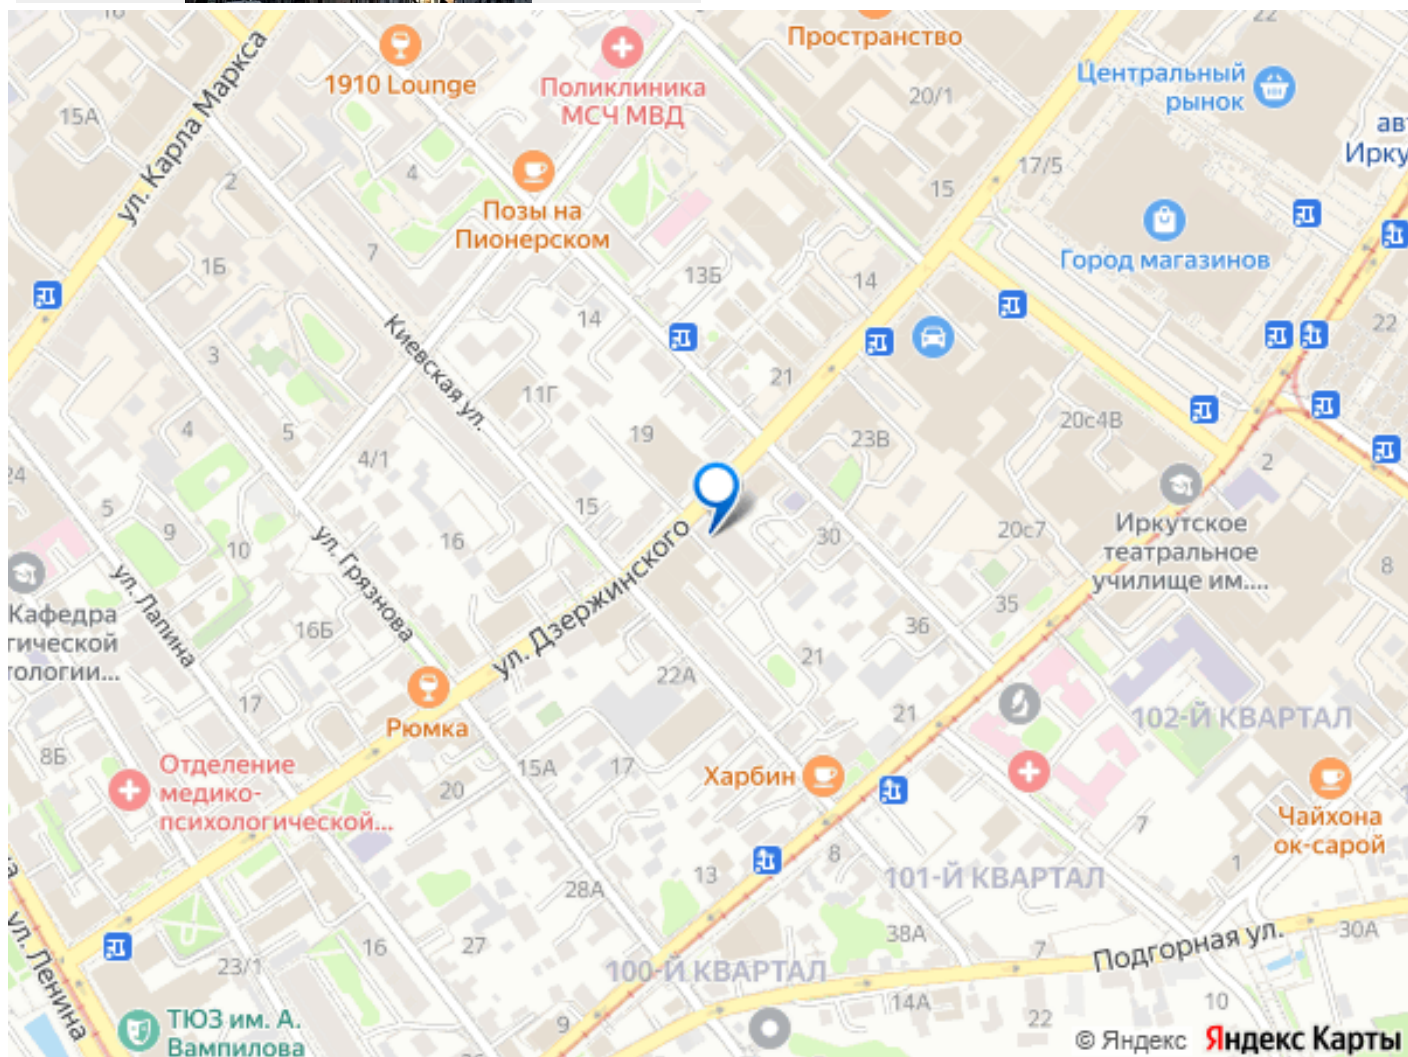 22
Пространство
1910 Lounge
Поликлиника
МСЧ МВД
Центральный
рынок
20/1
15А
ул. Карла Маркса
17/5
4
2
15
Позы на
Пионерском
7
1Б
13Б
14
Город магазинов
14
22
Киевская ул.
3
21
11Г
20с4В
4
5
19
23В
4/1
2
24
5
9
10
15
16
ул. Дзержинского
30
20с7
Иркутское
театральное
училище им....
8
ул. Грязнова
ул. Лапина
Кафедра
гической
тологии...
16Б
35
36
21
22А
17
21
102-Й КВАРТАЛ
Рюмка
8Б
Отделение
медико-
психологической...
15А
17
20
Харбин
Чайхона
ок-сарой
7
8
1
13
101-Й КВАРТАЛ
28А
38А
7
Подгорная ул.
30А
ул. Ленина
16
27
23/1
100-Й КВАРТАЛ
14А
10
22
9
ТЮЗ им. А.
Вампилова
© Яндекс Яндекс Карты